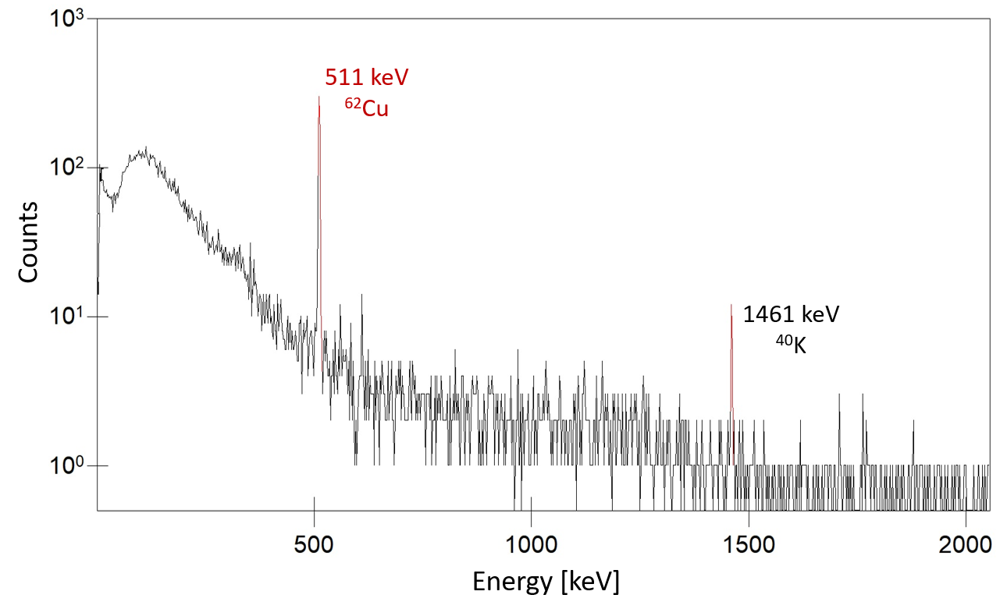 10³
511 keV
⁶²Cu
10²
Counts
10¹
1461 keV
⁴⁰K
10⁰
500 1000 1500 2000
Energy [keV]